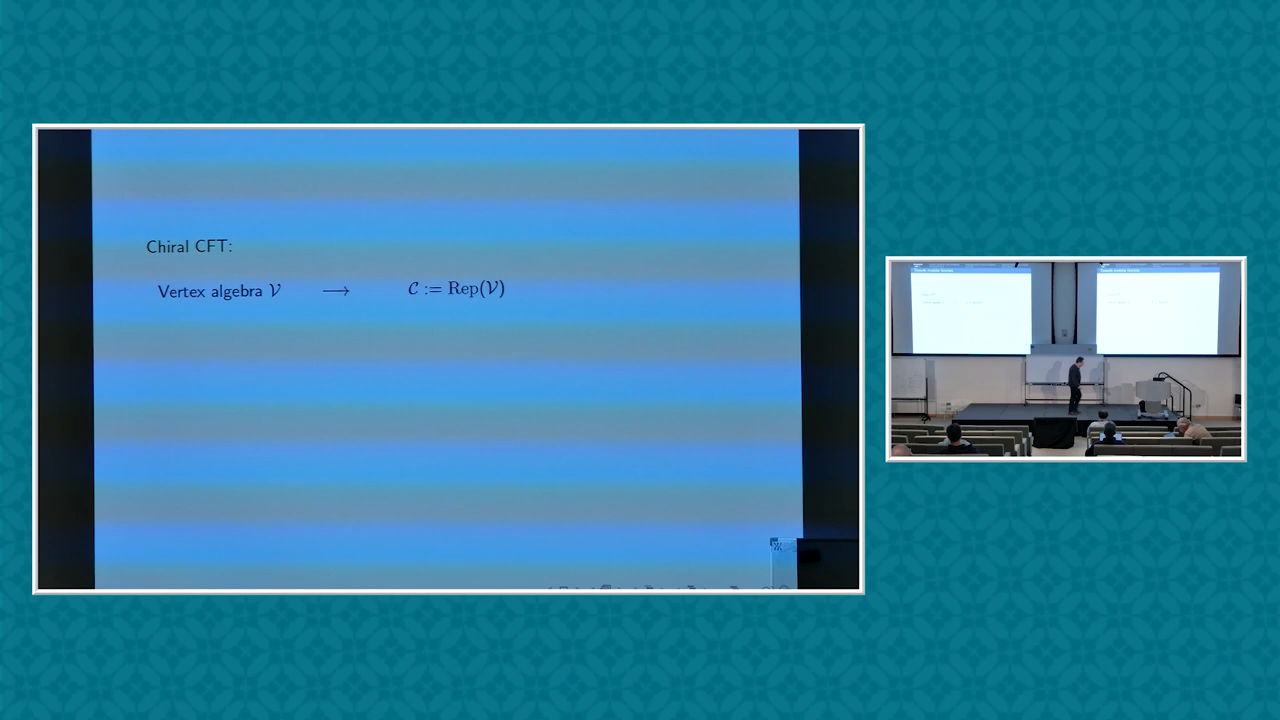 Chiral CFT:
Vertex algebra 𝒱 ⟶ 𝒞 := Rep(𝒱)